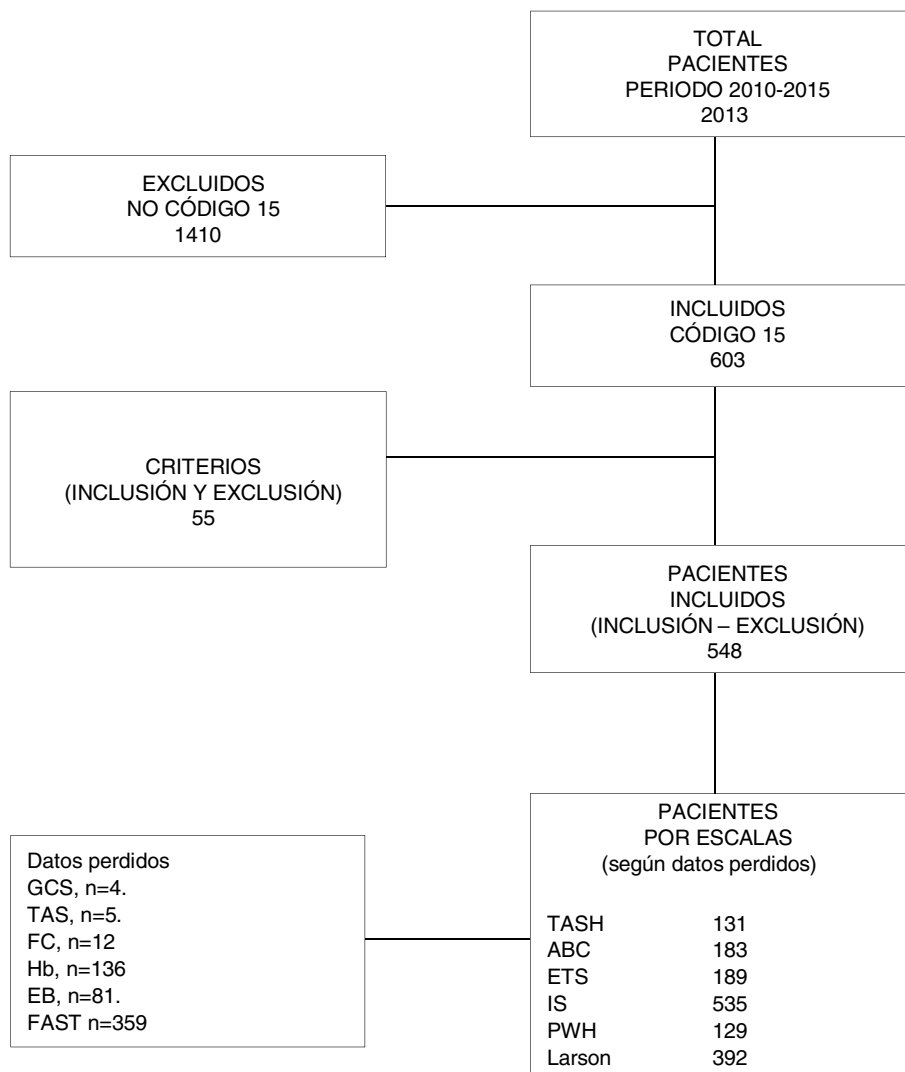 TOTAL
PACIENTES
PERIODO 2010-2015
2013
EXCLUIDOS
NO CÓDIGO 15
1410
INCLUIDOS
CÓDIGO 15
603
CRITERIOS
(INCLUSIÓN Y EXCLUSIÓN)
55
PACIENTES
INCLUIDOS
(INCLUSIÓN – EXCLUSIÓN)
548
Datos perdidos
GCS, n=4.
TAS, n=5.
FC, n=12
Hb, n=136
EB, n=81.
FAST n=359
PACIENTES
POR ESCALAS
(según datos perdidos)
TASH 131
ABC 183
ETS 189
IS 535
PWH 129
Larson 392